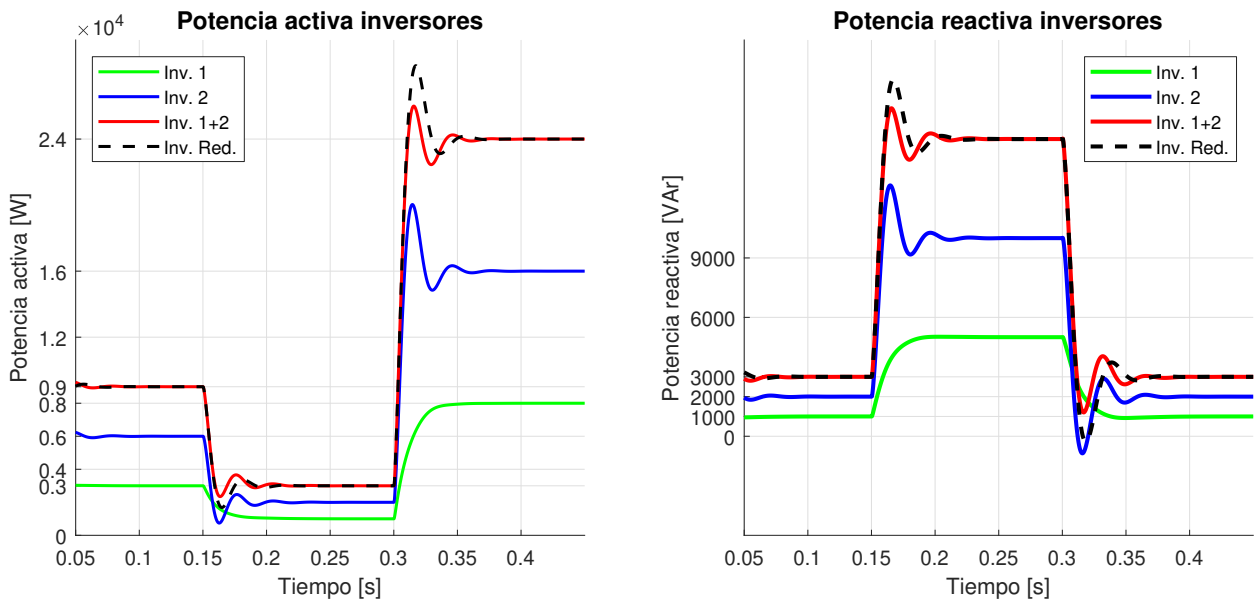 Potencia activa inversores
× 10^4
Inv. 1
Inv. 2
Inv. 1+2
Inv. Red.
Potencia activa [W]
2.4
1.6
1.2
0.9
0.8
0.6
0.4
0.3
0
0.05 0.1 0.15 0.2 0.25 0.3 0.35 0.4
Tiempo [s]
Potencia reactiva inversores
Inv. 1
Inv. 2
Inv. 1+2
Inv. Red.
Potencia reactiva [VAr]
9000
6000
3000
2000
1000
0
0.05 0.1 0.15 0.2 0.25 0.3 0.35 0.4
Tiempo [s]